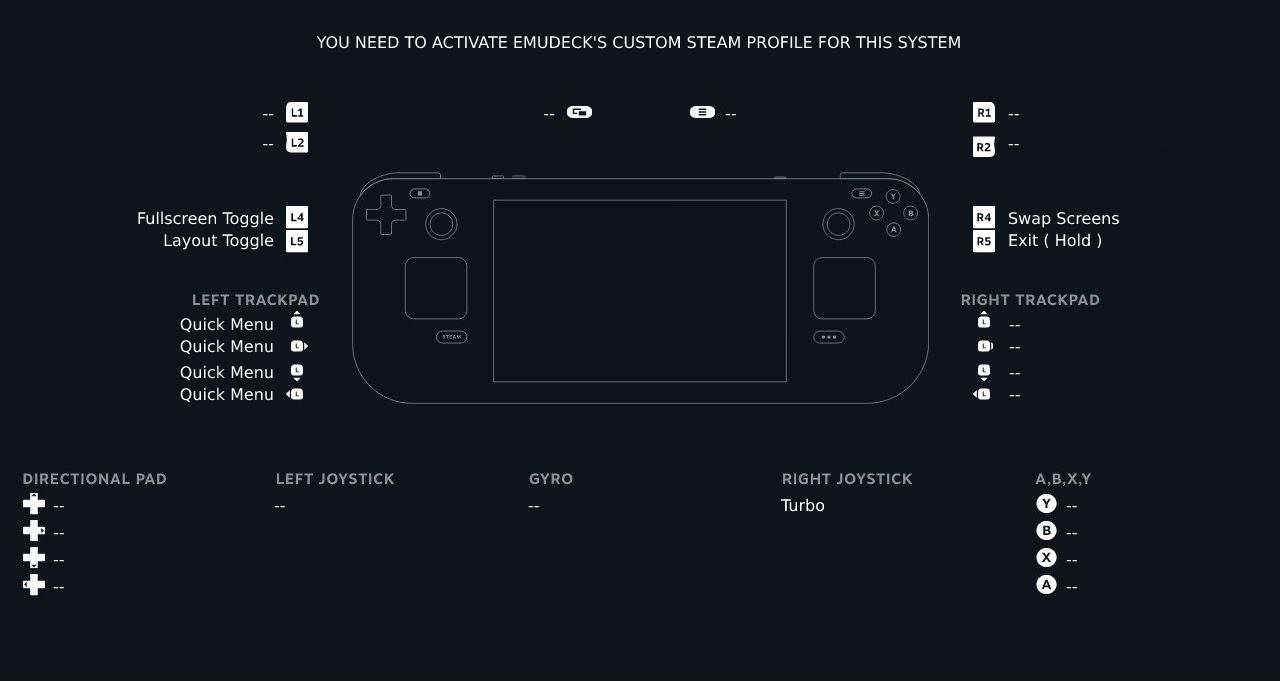 YOU NEED TO ACTIVATE EMUDECK'S CUSTOM STEAM PROFILE FOR THIS SYSTEM
-- L1
-- L2
--
--
R1 --
R2 --
Fullscreen Toggle L4
Layout Toggle L5
R4 Swap Screens
R5 Exit ( Hold )
Y
X B
A
STEAM
LEFT TRACKPAD
Quick Menu L
Quick Menu L
Quick Menu L
Quick Menu L
RIGHT TRACKPAD
L --
L --
L --
L --
DIRECTIONAL PAD
--
--
--
--
LEFT JOYSTICK
--
GYRO
--
RIGHT JOYSTICK
Turbo
A,B,X,Y
Y --
B --
X --
A --